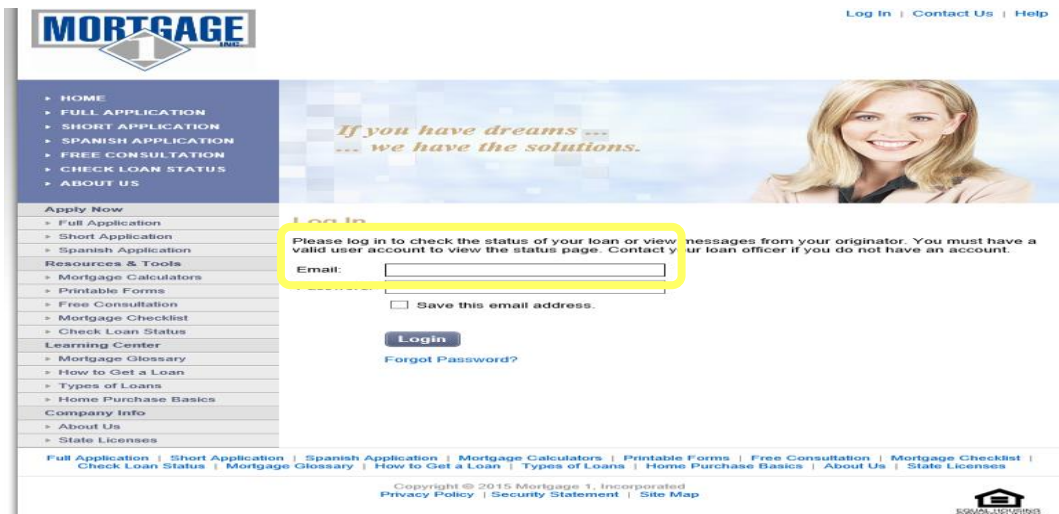 Log In | Contact Us | Help
MORTGAGE
1
INC.
HOME
FULL APPLICATION
SHORT APPLICATION
SPANISH APPLICATION
FREE CONSULTATION
CHECK LOAN STATUS
ABOUT US
If you have dreams ...
... we have the solutions.
Apply Now
Full Application
Short Application
Spanish Application
Resources & Tools
Mortgage Calculators
Printable Forms
Free Consultation
Mortgage Checklist
Check Loan Status
Learning Center
Mortgage Glossary
How to Get a Loan
Types of Loans
Home Purchase Basics
Company Info
About Us
State Licenses
Log In
Please log in to check the status of your loan or view messages from your originator. You must have a
valid user account to view the status page. Contact your loan officer if you do not have an account.
Email:
Password:
Save this email address.
Login
Forgot Password?
Full Application | Short Application | Spanish Application | Mortgage Calculators | Printable Forms | Free Consultation | Mortgage Checklist |
Check Loan Status | Mortgage Glossary | How to Get a Loan | Types of Loans | Home Purchase Basics | About Us | State Licenses
Copyright © 2015 Mortgage 1, Incorporated
Privacy Policy | Security Statement | Site Map
EQUAL HOUSING